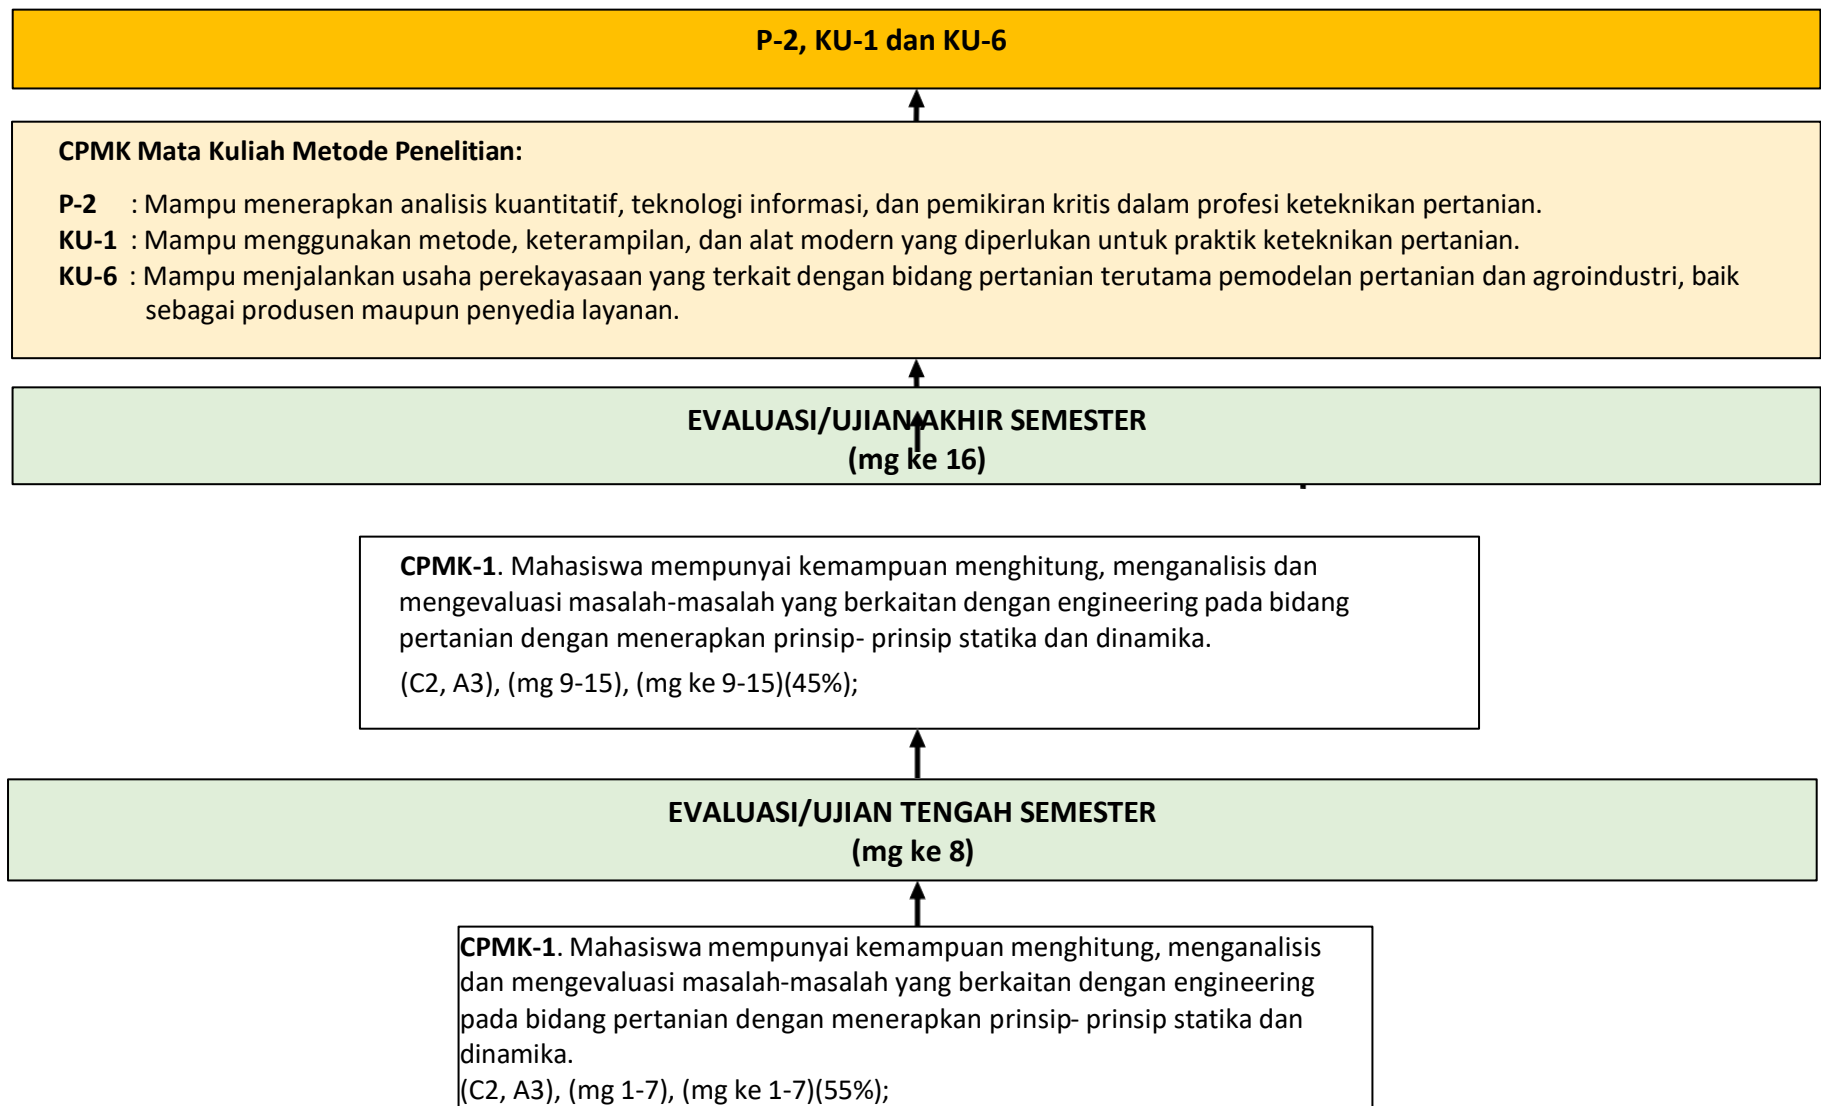 P-2, KU-1 dan KU-6
CPMK Mata Kuliah Metode Penelitian:
P-2 : Mampu menerapkan analisis kuantitatif, teknologi informasi, dan pemikiran kritis dalam profesi keteknikan pertanian.
KU-1 : Mampu menggunakan metode, keterampilan, dan alat modern yang diperlukan untuk praktik keteknikan pertanian.
KU-6 : Mampu menjalankan usaha perekayasaan yang terkait dengan bidang pertanian terutama pemodelan pertanian dan agroindustri, baik
sebagai produsen maupun penyedia layanan.
EVALUASI/UJIAN AKHIR SEMESTER
(mg ke 16)
CPMK-1. Mahasiswa mempunyai kemampuan menghitung, menganalisis dan
mengevaluasi masalah-masalah yang berkaitan dengan engineering pada bidang
pertanian dengan menerapkan prinsip- prinsip statika dan dinamika.
(C2, A3), (mg 9-15), (mg ke 9-15)(45%);
EVALUASI/UJIAN TENGAH SEMESTER
(mg ke 8)
CPMK-1. Mahasiswa mempunyai kemampuan menghitung, menganalisis
dan mengevaluasi masalah-masalah yang berkaitan dengan engineering
pada bidang pertanian dengan menerapkan prinsip- prinsip statika dan
dinamika.
(C2, A3), (mg 1-7), (mg ke 1-7)(55%);